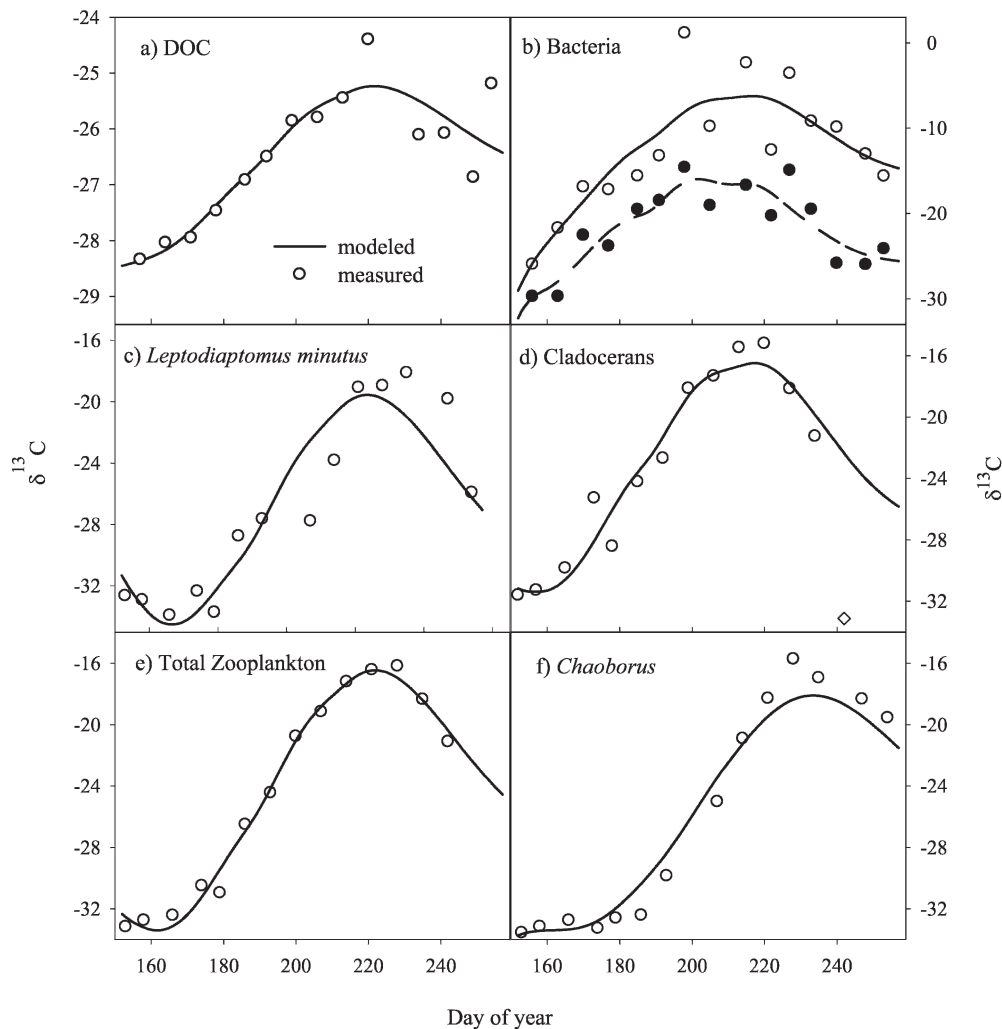 -24
-25
-26
-27
-28
-29
a) DOC
modeled
measured
b) Bacteria
0
-10
-20
-30
c) Leptodiaptomus minutus
-16
-20
-24
-28
-32
d) Cladocerans
-16
-20
-24
-28
-32
δ13C
δ13C
e) Total Zooplankton
-16
-20
-24
-28
-32
f) Chaoborus
-16
-20
-24
-28
-32
160 180 200 220 240
160 180 200 220 240
Day of year